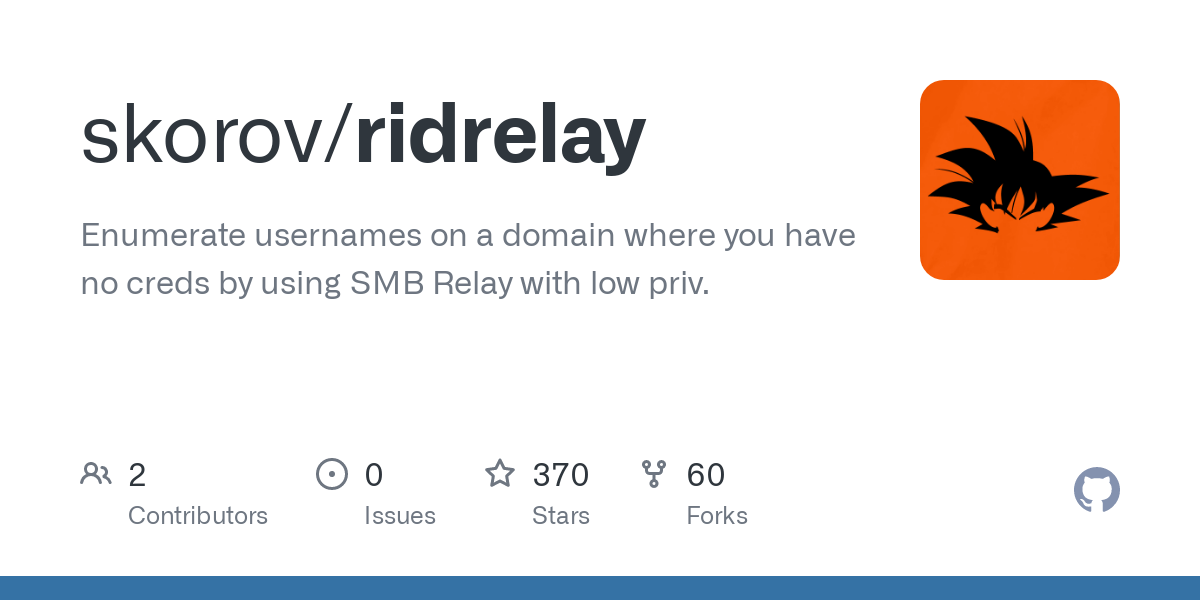 skorov/ridrelay
Enumerate usernames on a domain where you have
no creds by using SMB Relay with low priv.
2
Contributors
0
Issues
370
Stars
60
Forks